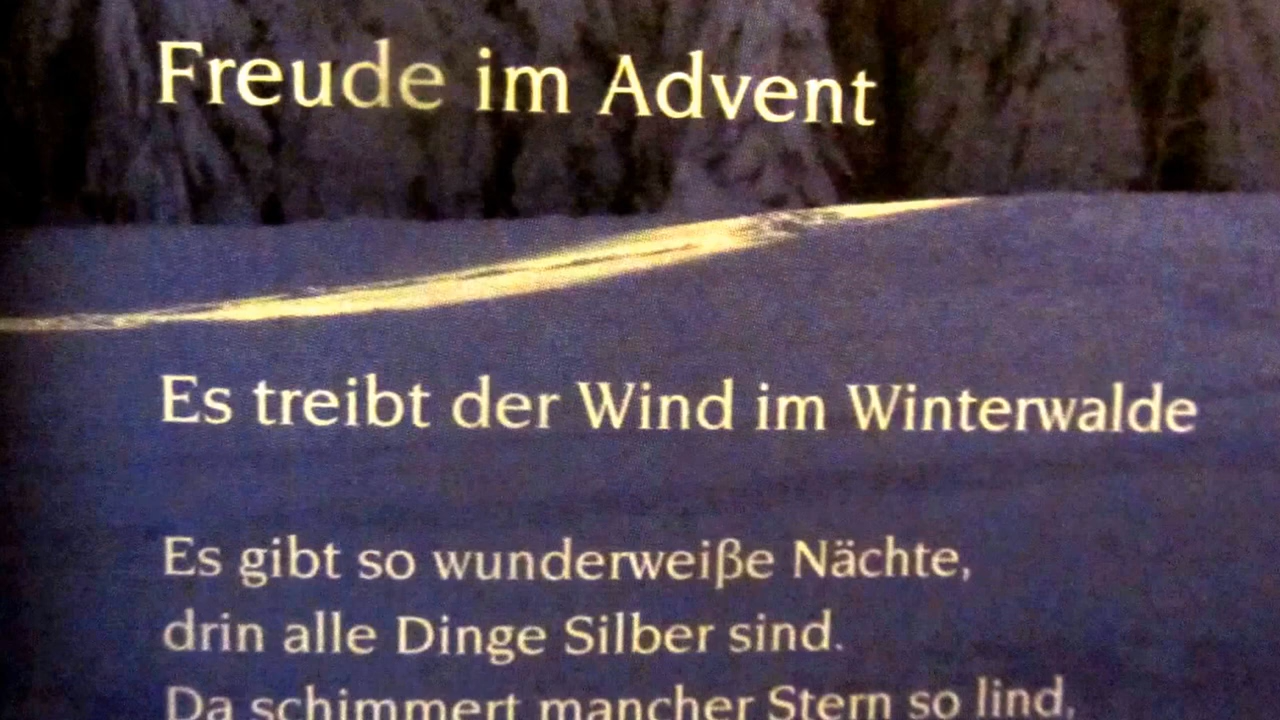 Freude im Advent
Es treibt der Wind im Winterwalde
Es gibt so wunderweiße Nächte,
drin alle Dinge Silber sind.
Da schimmert mancher Stern so lind,